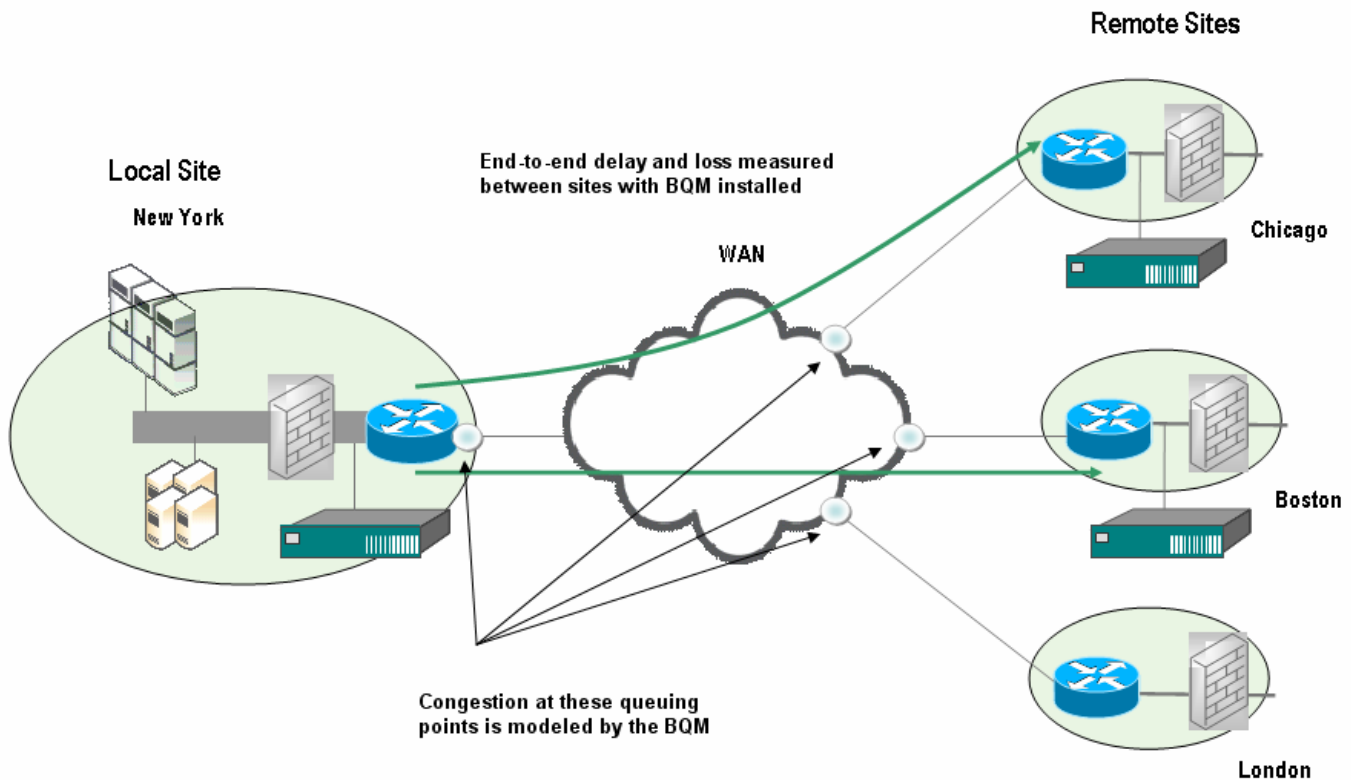 Remote Sites
End-to-end delay and loss measured
between sites with BQM installed
Local Site
New York
Chicago
WAN
Boston
Congestion at these queuing
points is modeled by the BQM
London